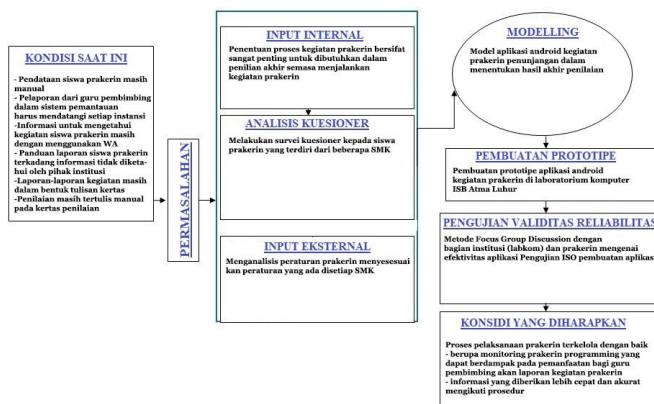 KONDISI SAAT INI
- Pendataan siswa prakerin masih
manual
- Pelaporan dari guru pembimbing
dalam sistem pemantauan
harus mendatangi setiap instansi
-Informasi untuk mengetahui
kegiatan siswa prakerin masih
dengan menggunakan WA
- Panduan laporan siswa prakerin
terkadang informasi tidak diketa-
hui oleh pihak institusi
-Laporan-laporan kegiatan masih
dalam bentuk tulisan kertas
- Penilaian masih tertulis manual
pada kertas penilaian
PERMASALAHAN
INPUT INTERNAL
Penentuan proses kegiatan prakerin bersifat
sangat penting untuk dibutuhkan dalam
penilian akhir semasa menjalankan
kegiatan prakerin
ANALISIS KUESIONER
Melakukan survei kuesioner kepada siswa
prakerin yang terdiri dari beberapa SMK
INPUT EKSTERNAL
Menganalisis peraturan prakerin menyesuai
kan peraturan yang ada disetiap SMK
MODELLING
Model aplikasi android kegiatan
prakerin penunjangan dalam
menentukan hasil akhir penilaian
PEMBUATAN PROTOTIPE
Pembuatan prototipe aplikasi android
kegiatan prakerin di laboratorium komputer
ISB Atma Luhur
PENGUJIAN VALIDITAS RELIABILITAS
Metode Focus Group Discussion dengan
bagian institusi (labkom) dan prakerin mengenai
efektivitas aplikasi Pengujian ISO pembuatan aplikasi
KONSIDI YANG DIHARAPKAN
Proses pelaksanaan prakerin terkelola dengan baik
- berupa monitoring prakerin programming yang
dapat berdampak pada pemanfaatan bagi guru
pembimbing akan laporan kegiatan prakerin
- informasi yang diberikan lebih cepat dan akurat
mengikuti prosedur